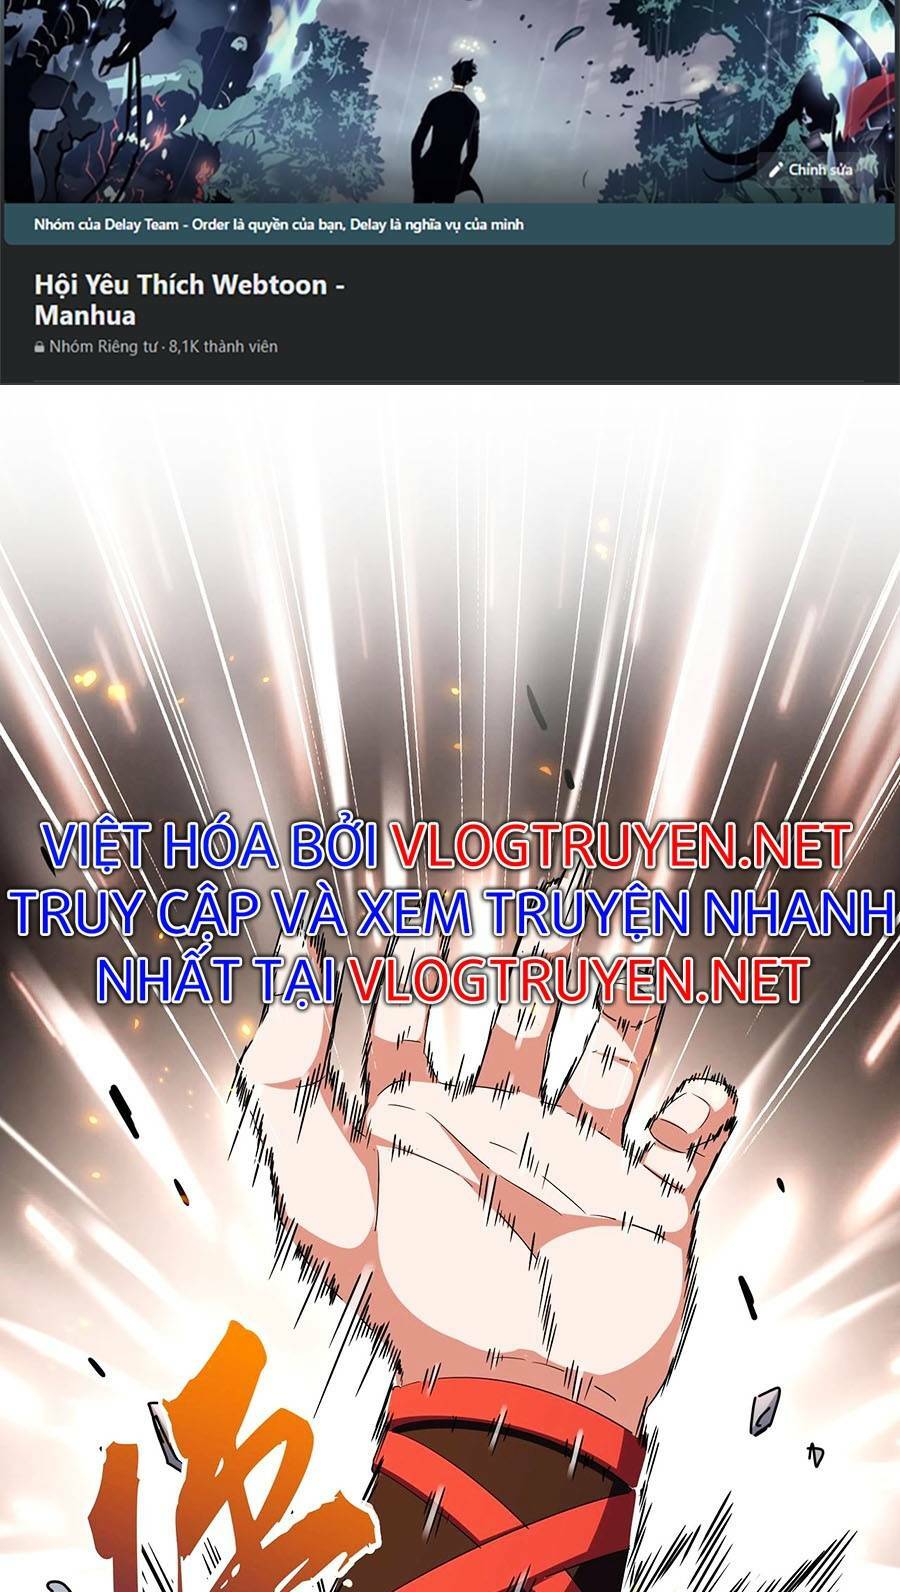 Chỉnh sửa
Nhóm của Delay Team - Order là quyền của bạn, Delay là nghĩa vụ của mình
Hội Yêu Thích Webtoon -
Manhua
Nhóm Riêng tư · 8,1K thành viên
VIỆT HÓA BỞI VLOGTRUYEN.NET
TRUY CẬP VÀ XEM TRUYỆN NHANH
NHẤT TẠI VLOGTRUYEN.NET